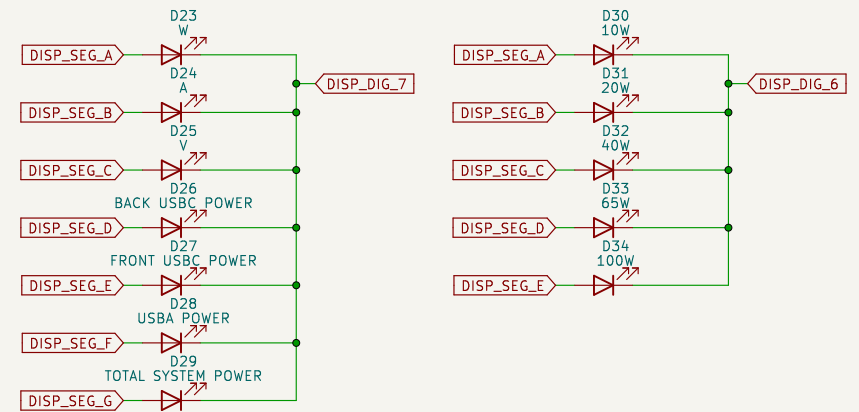 D23
W
DISP_SEG_A
DISP_DIG_7
D24
A
DISP_SEG_B
D25
V
DISP_SEG_C
D26
BACK USBC POWER
DISP_SEG_D
D27
FRONT USBC POWER
DISP_SEG_E
D28
USBA POWER
DISP_SEG_F
D29
TOTAL SYSTEM POWER
DISP_SEG_G
D30
10W
DISP_SEG_A
DISP_DIG_6
D31
20W
DISP_SEG_B
D32
40W
DISP_SEG_C
D33
65W
DISP_SEG_D
D34
100W
DISP_SEG_E